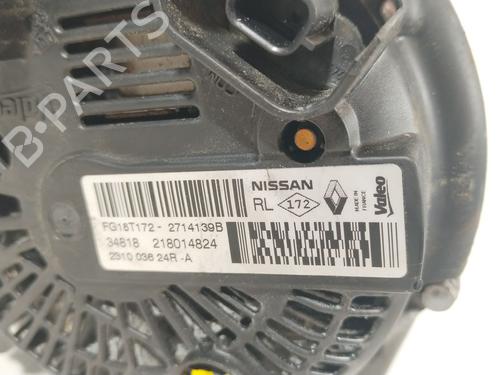 NISSAN
RL 172
MADE IN FRANCE
Valeo
FG18T172 - 2714139B
34818 218014824
2310 036 24R -A
B-PARTS